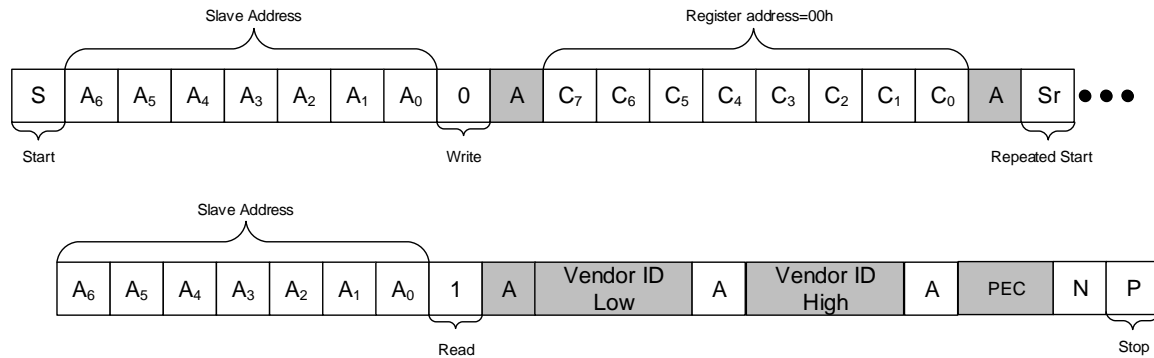 Slave Address Register address=00h
S A₆ A₅ A₄ A₃ A₂ A₁ A₀ 0 A C₇ C₆ C₅ C₄ C₃ C₂ C₁ C₀ A Sr
Start Write Repeated Start
Slave Address
A₆ A₅ A₄ A₃ A₂ A₁ A₀ 1 A Vendor ID Low A Vendor ID High A PEC N P
Read Stop